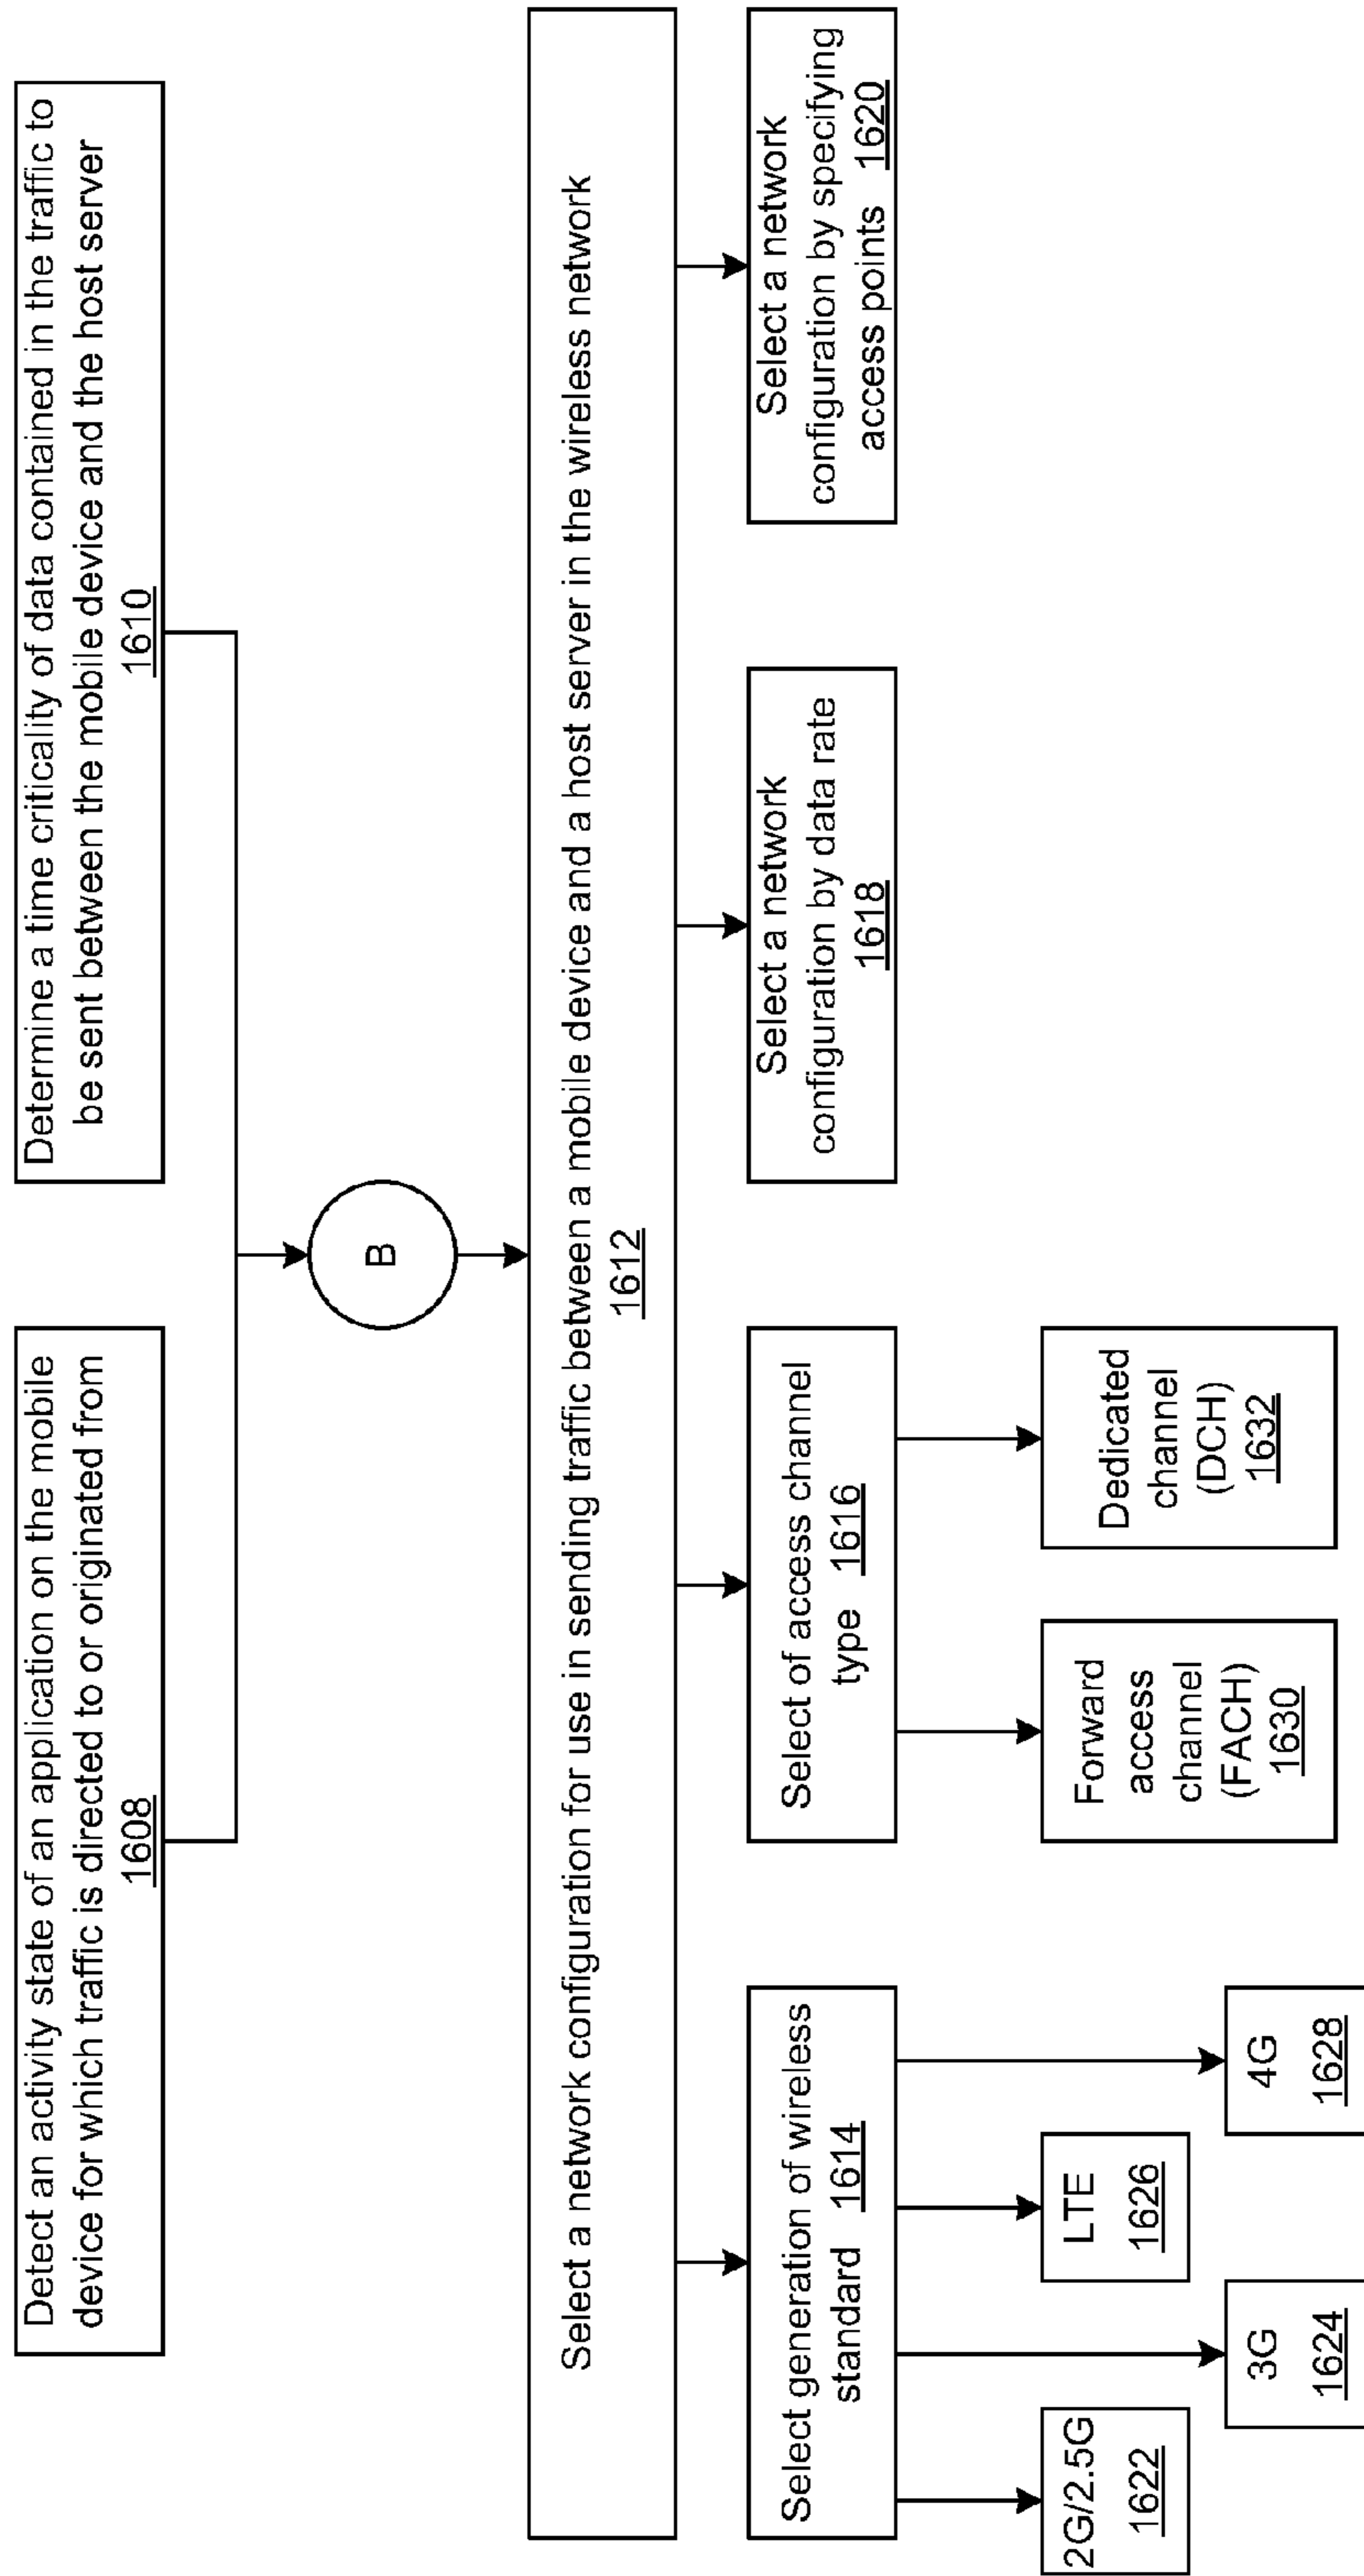 Detect an activity state of an application on the mobile
device for which traffic is directed to or originated from
1608
Determine a time criticality of data contained in the traffic to
be sent between the mobile device and the host server
1610
B
Select a network configuration for use in sending traffic between a mobile device and a host server in the wireless network
1612
Select generation of wireless
standard 1614
Select of access channel
type 1616
Select a network
configuration by data rate
1618
Select a network
configuration by specifying
access points 1620
2G/2.5G
1622
3G
1624
LTE
1626
4G
1628
Forward
access
channel
(FACH)
1630
Dedicated
channel
(DCH)
1632